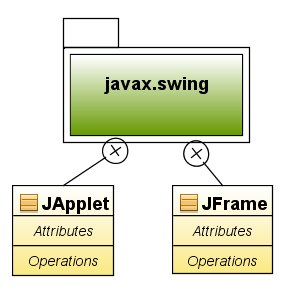 javax.swing
JApplet
Attributes
Operations
JFrame
Attributes
Operations